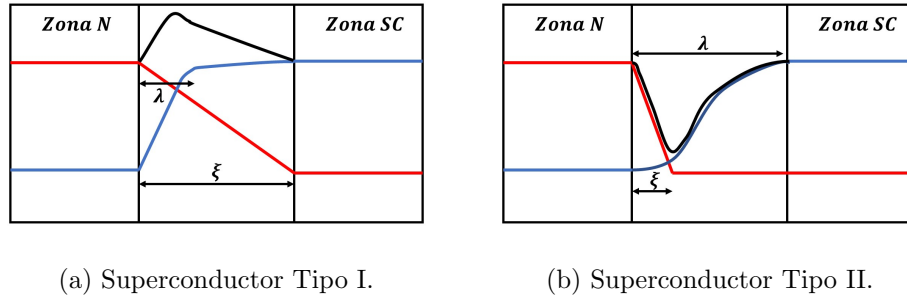 Zona N
Zona SC
λ
ξ
(a) Superconductor Tipo I.
Zona N
Zona SC
λ
ξ
(b) Superconductor Tipo II.